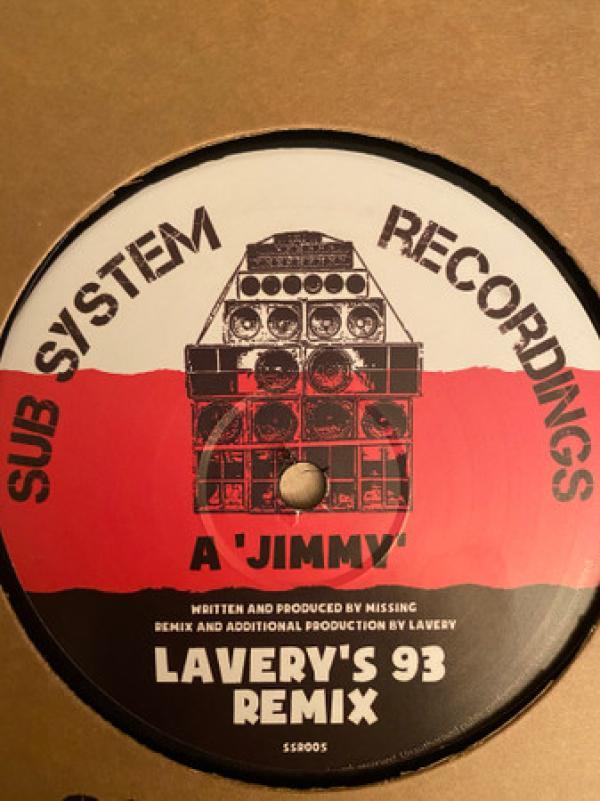 SUB SYSTEM RECORDINGS
A 'JIMMY'
WRITTEN AND PRODUCED BY MISSING
REMIX AND ADDITIONAL PRODUCTION BY LAVERY
LAVERY'S 93
REMIX
SSR005